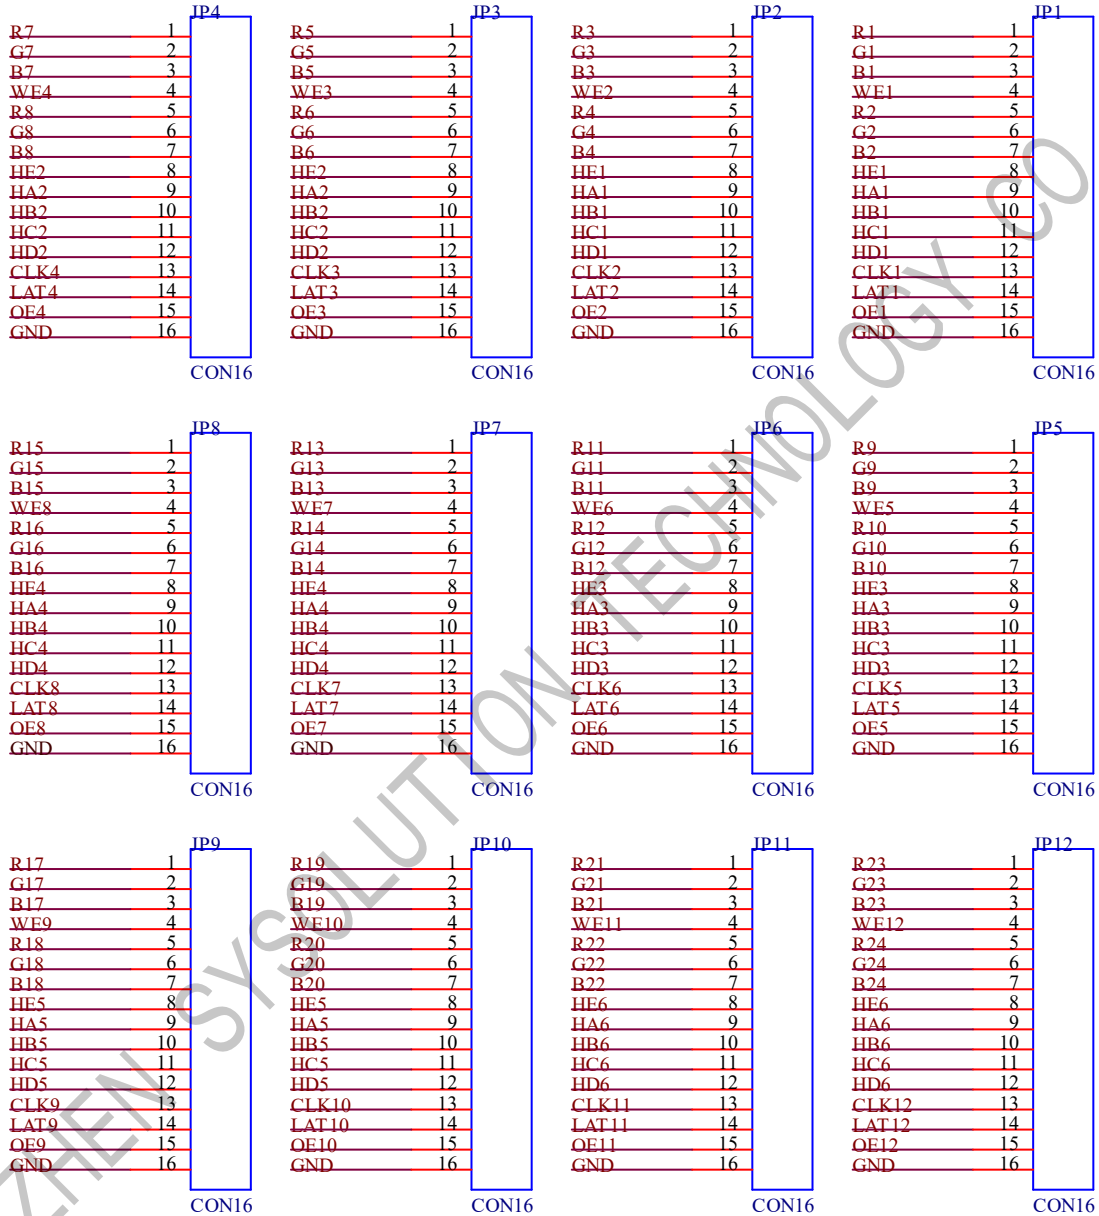 JP4 JP3 JP2 JP1
R7 1 R5 1 R3 1 R1 1
G7 2 G5 2 G3 2 G1 2
B7 3 B5 3 B3 3 B1 3
WE4 4 WE3 4 WE2 4 WE1 4
R8 5 R6 5 R4 5 R2 5
G8 6 G6 6 G4 6 G2 6
B8 7 B6 7 B4 7 B2 7
HE2 8 HE2 8 HE1 8 HE1 8
HA2 9 HA2 9 HA1 9 HA1 9
HB2 10 HB2 10 HB1 10 HB1 10
HC2 11 HC2 11 HC1 11 HC1 11
HD2 12 HD2 12 HD1 12 HD1 12
CLK4 13 CLK3 13 CLK2 13 CLK1 13
LAT4 14 LAT3 14 LAT2 14 LAT1 14
OE4 15 OE3 15 OE2 15 OE1 15
GND 16 GND 16 GND 16 GND 16
CON16 CON16 CON16 CON16
JP8 JP7 JP6 JP5
R15 1 R13 1 R11 1 R9 1
G15 2 G13 2 G11 2 G9 2
B15 3 B13 3 B11 3 B9 3
WE8 4 WE7 4 WE6 4 WE5 4
R16 5 R14 5 R12 5 R10 5
G16 6 G14 6 G12 6 G10 6
B16 7 B14 7 B12 7 B10 7
HE4 8 HE4 8 HE3 8 HE3 8
HA4 9 HA4 9 HA3 9 HA3 9
HB4 10 HB4 10 HB3 10 HB3 10
HC4 11 HC4 11 HC3 11 HC3 11
HD4 12 HD4 12 HD3 12 HD3 12
CLK8 13 CLK7 13 CLK6 13 CLK5 13
LAT8 14 LAT7 14 LAT6 14 LAT5 14
OE8 15 OE7 15 OE6 15 OE5 15
GND 16 GND 16 GND 16 GND 16
CON16 CON16 CON16 CON16
JP9 JP10 JP11 JP12
R17 1 R19 1 R21 1 R23 1
G17 2 G19 2 G21 2 G23 2
B17 3 B19 3 B21 3 B23 3
WE9 4 WE10 4 WE11 4 WE12 4
R18 5 R20 5 R22 5 R24 5
G18 6 G20 6 G22 6 G24 6
B18 7 B20 7 B22 7 B24 7
HE5 8 HE5 8 HE6 8 HE6 8
HA5 9 HA5 9 HA6 9 HA6 9
HB5 10 HB5 10 HB6 10 HB6 10
HC5 11 HC5 11 HC6 11 HC6 11
HD5 12 HD5 12 HD6 12 HD6 12
CLK9 13 CLK10 13 CLK11 13 CLK12 13
LAT9 14 LAT10 14 LAT11 14 LAT12 14
OE9 15 OE10 15 OE11 15 OE12 15
GND 16 GND 16 GND 16 GND 16
CON16 CON16 CON16 CON16
ZHEN SYSOLUTION TECHNOLOGY CO